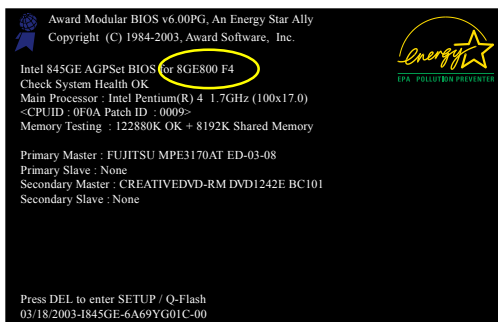 Award Modular BIOS v6.00PG, An Energy Star Ally
Copyright (C) 1984-2003, Award Software, Inc.
energy
EPA POLLUTION PREVENTER
Intel 845GE AGPSet BIOS for 8GE800 F4
Check System Health OK
Main Processor : Intel Pentium(R) 4 1.7GHz (100x17.0)
<CPUID : 0F0A Patch ID : 0009>
Memory Testing : 122880K OK + 8192K Shared Memory
Primary Master : FUJITSU MPE3170AT ED-03-08
Primary Slave : None
Secondary Master : CREATIVEDVD-RM DVD1242E BC101
Secondary Slave : None
Press DEL to enter SETUP / Q-Flash
03/18/2003-I845GE-6A69YG01C-00